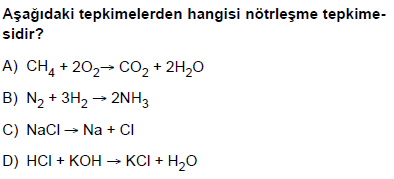 Aşağıdaki tepkimelerden hangisi nötrleşme tepkime-
sidir?
A) CH₄ + 2O₂→ CO₂ + 2H₂O
B) N₂ + 3H₂ → 2NH₃
C) NaCl → Na + Cl
D) HCl + KOH → KCl + H₂O